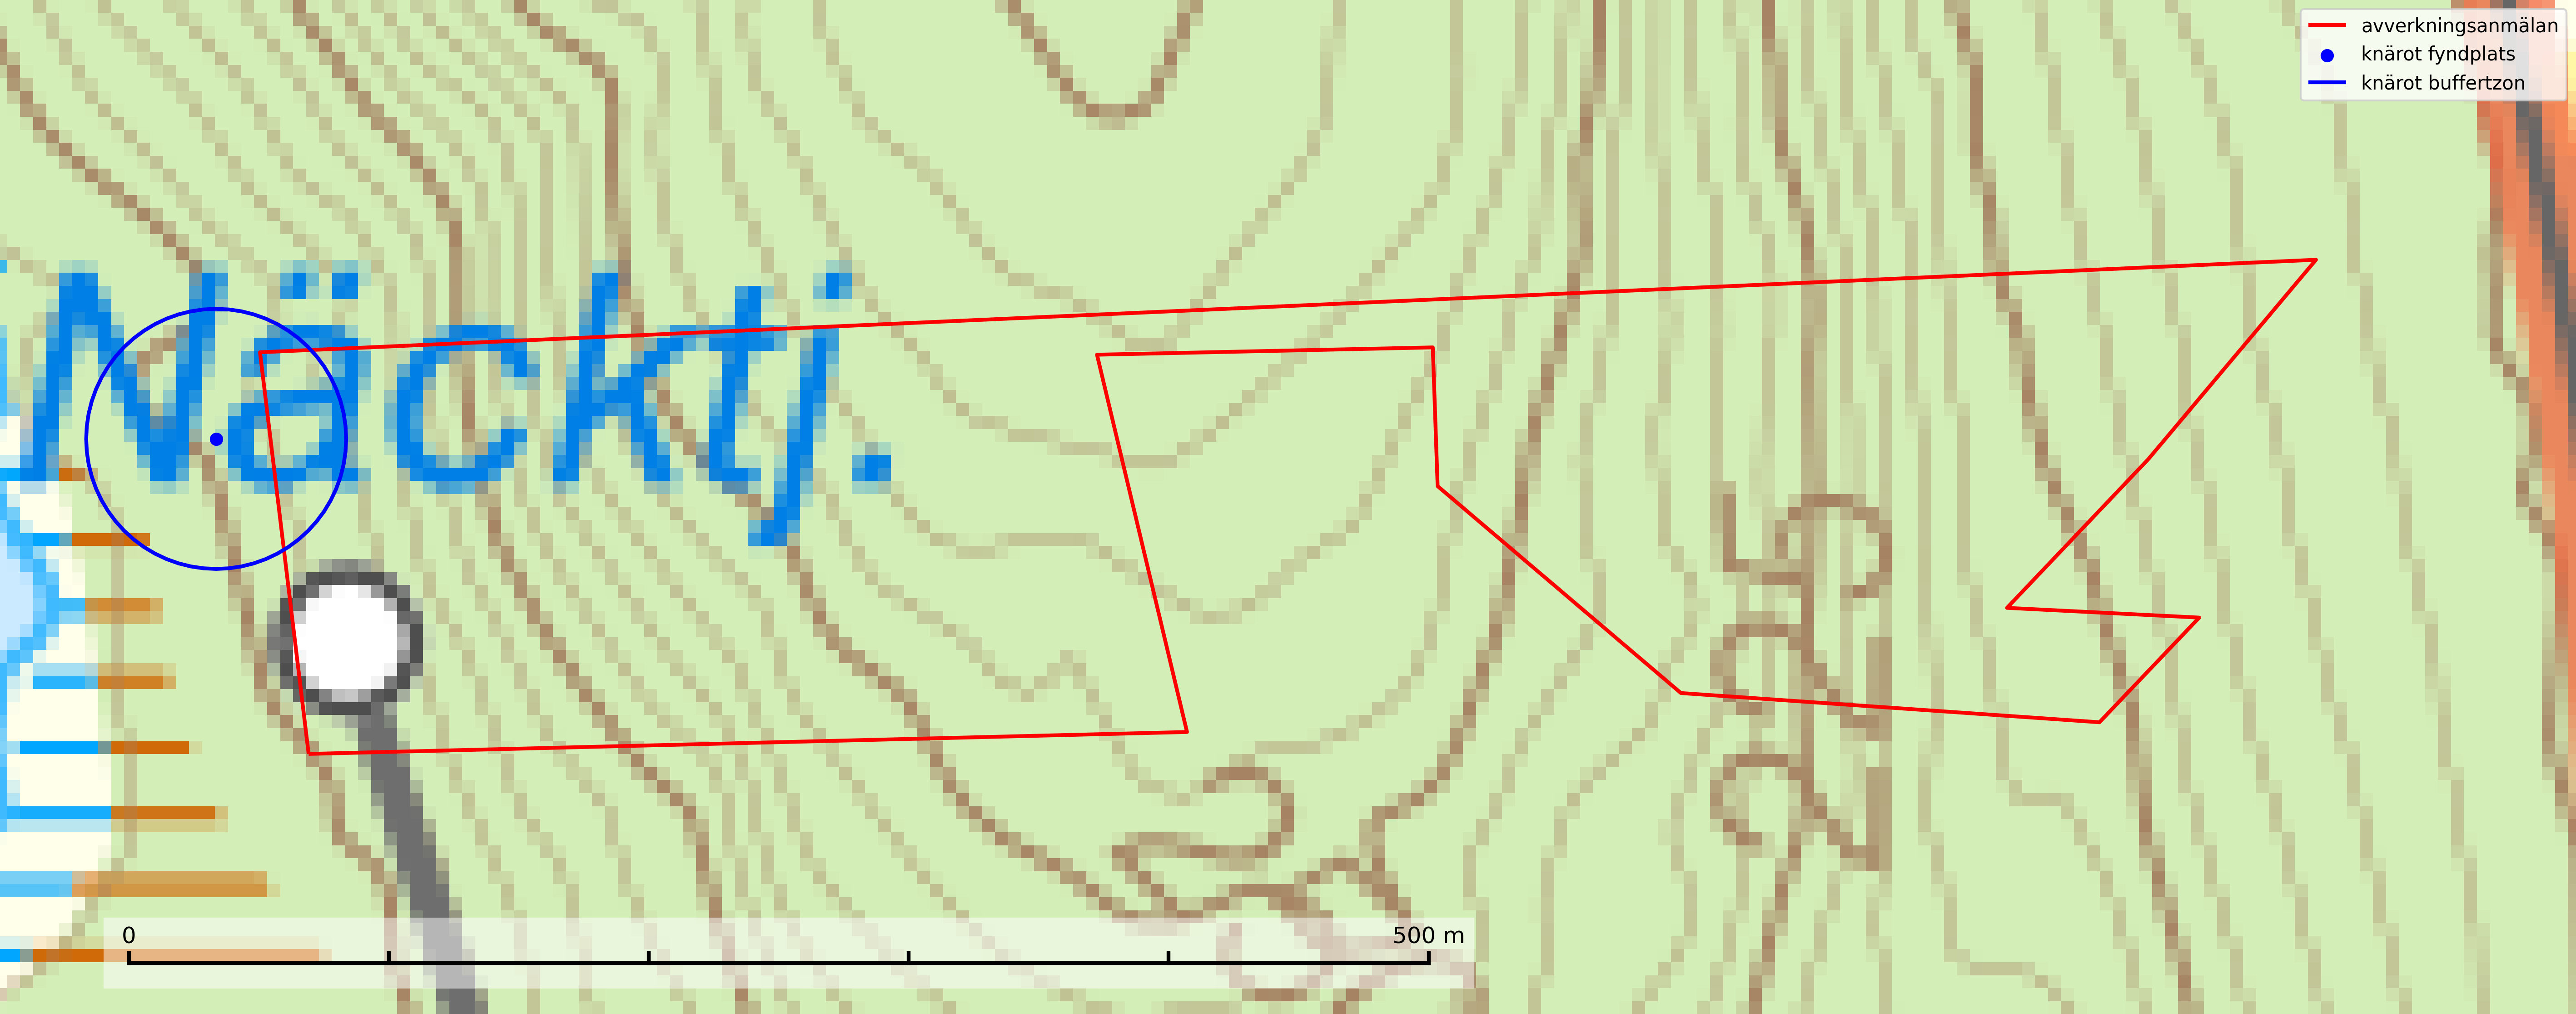 avverkningsanmälan
knärot fyndplats
knärot buffertzon
Näcktj.
0
500 m